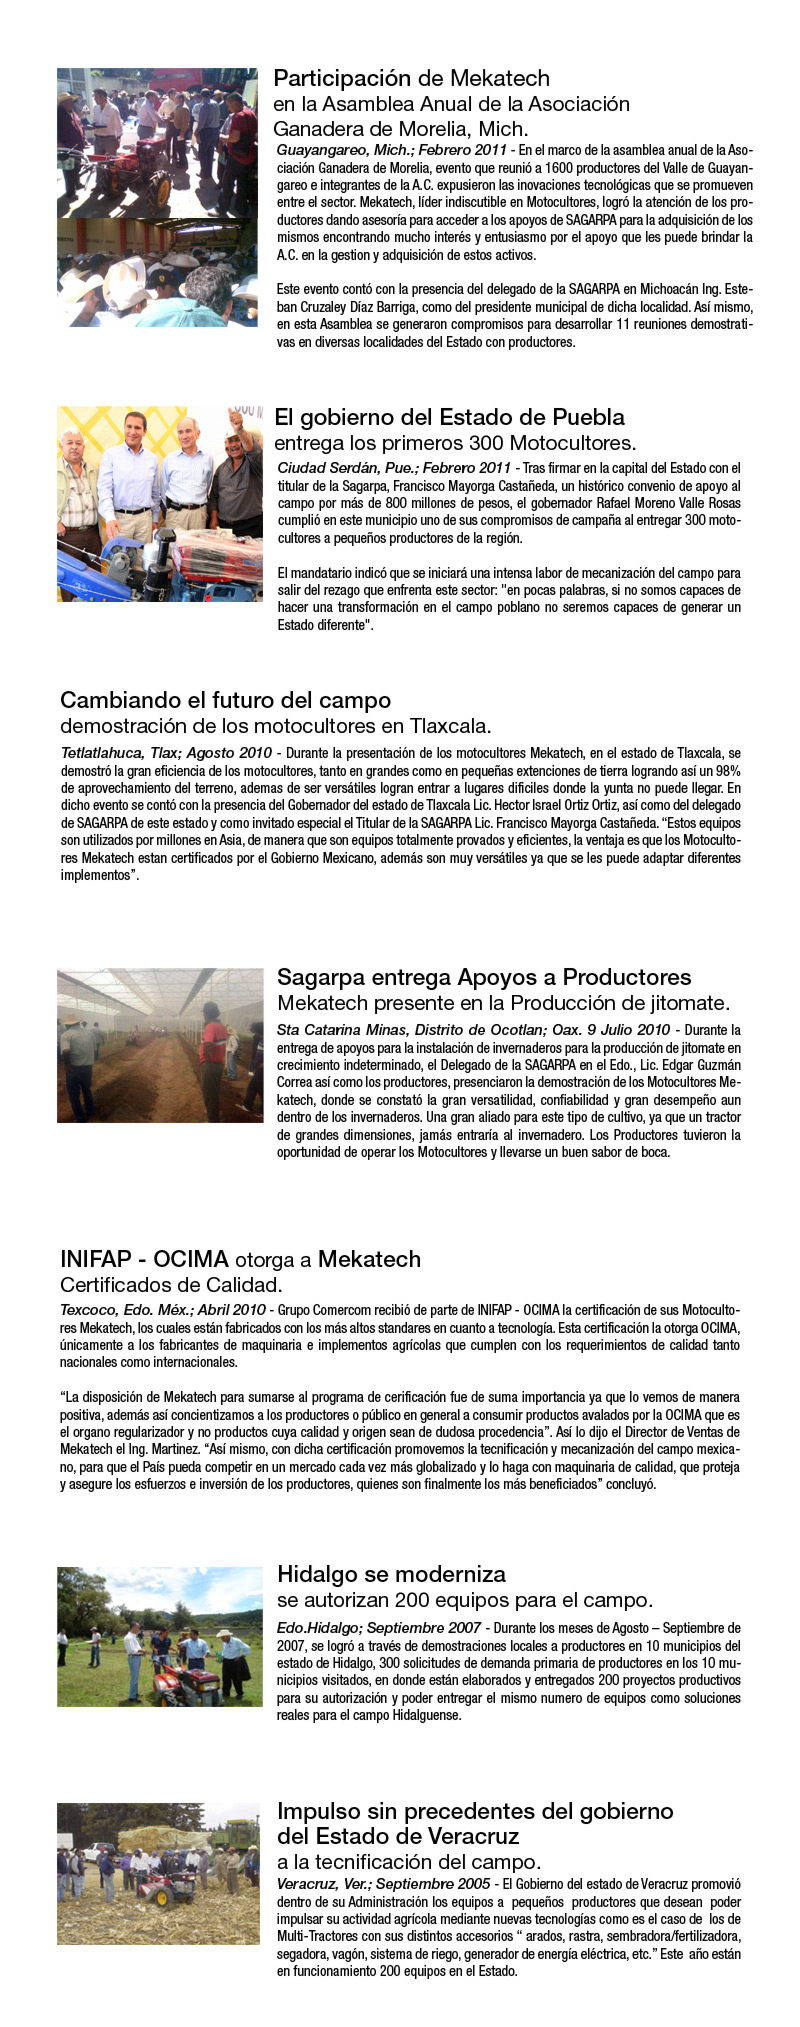 Participación de Mekatech
en la Asamblea Anual de la Asociación
Ganadera de Morelia, Mich.
Guayangareo, Mich.; Febrero 2011 - En el marco de la asamblea anual de la Aso-
ciación Ganadera de Morelia, evento que reunió a 1600 productores del Valle de Guayan-
gareo e integrantes de la A.C. expusieron las inovaciones tecnológicas que se promueven
entre el sector. Mekatech, líder indiscutible en Motocultores, logró la atención de los pro-
ductores dando asesoría para acceder a los apoyos de SAGARPA para la adquisición de los
mismos encontrando mucho interés y entusiasmo por el apoyo que les puede brindar la
A.C. en la gestion y adquisición de estos activos.
Este evento contó con la presencia del delegado de la SAGARPA en Michoacán Ing. Este-
ban Cruzaley Díaz Barriga, como del presidente municipal de dicha localidad. Así mismo,
en esta Asamblea se generaron compromisos para desarrollar 11 reuniones demostrati-
vas en diversas localidades del Estado con productores.
El gobierno del Estado de Puebla
entrega los primeros 300 Motocultores.
Ciudad Serdán, Pue.; Febrero 2011 - Tras firmar en la capital del Estado con el
titular de la Sagarpa, Francisco Mayorga Castañeda, un histórico convenio de apoyo al
campo por más de 800 millones de pesos, el gobernador Rafael Moreno Valle Rosas
cumplió en este municipio uno de sus compromisos de campaña al entregar 300 moto-
cultores a pequeños productores de la región.
El mandatario indicó que se iniciará una intensa labor de mecanización del campo para
salir del rezago que enfrenta este sector: "en pocas palabras, si no somos capaces de
hacer una transformación en el campo poblano no seremos capaces de generar un
Estado diferente".
Cambiando el futuro del campo
demostración de los motocultores en Tlaxcala.
Tetlatlahuca, Tlax; Agosto 2010 - Durante la presentación de los motocultores Mekatech, en el estado de Tlaxcala, se
demostró la gran eficiencia de los motocultores, tanto en grandes como en pequeñas extenciones de tierra logrando así un 98%
de aprovechamiento del terreno, ademas de ser versátiles logran entrar a lugares dificiles donde la yunta no puede llegar. En
dicho evento se contó con la presencia del Gobernador del estado de Tlaxcala Lic. Hector Israel Ortiz Ortiz, así como del delegado
de SAGARPA de este estado y como invitado especial el Titular de la SAGARPA Lic. Francisco Mayorga Castañeda. “Estos equipos
son utilizados por millones en Asia, de manera que son equipos totalmente provados y eficientes, la ventaja es que los Motoculto-
res Mekatech estan certificados por el Gobierno Mexicano, además son muy versátiles ya que se les puede adaptar diferentes
implementos”.
Sagarpa entrega Apoyos a Productores
Mekatech presente en la Producción de jitomate.
Sta Catarina Minas, Distrito de Ocotlan; Oax. 9 Julio 2010 - Durante la
entrega de apoyos para la instalación de invernaderos para la producción de jitomate en
crecimiento indeterminado, el Delegado de la SAGARPA en el Edo., Lic. Edgar Guzmán
Correa así como los productores, presenciaron la demostración de los Motocultores Me-
katech, donde se constató la gran versatilidad, confiabilidad y gran desempeño aun
dentro de los invernaderos. Una gran aliado para este tipo de cultivo, ya que un tractor
de grandes dimensiones, jamás entraría al invernadero. Los Productores tuvieron la
oportunidad de operar los Motocultores y llevarse un buen sabor de boca.
INIFAP - OCIMA otorga a Mekatech
Certificados de Calidad.
Texcoco, Edo. Méx.; Abril 2010 - Grupo Comercom recibió de parte de INIFAP - OCIMA la certificación de sus Motoculto-
res Mekatech, los cuales están fabricados con los más altos standares en cuanto a tecnología. Esta certificación la otorga OCIMA,
únicamente a los fabricantes de maquinaria e implementos agrícolas que cumplen con los requerimientos de calidad tanto
nacionales como internacionales.
“La disposición de Mekatech para sumarse al programa de cerificación fue de suma importancia ya que lo vemos de manera
positiva, además así concientizamos a los productores o público en general a consumir productos avalados por la OCIMA que es
el organo regularizador y no productos cuya calidad y origen sean de dudosa procedencia”. Así lo dijo el Director de Ventas de
Mekatech el Ing. Martinez. “Así mismo, con dicha certificación promovemos la tecnificación y mecanización del campo mexica-
no, para que el País pueda competir en un mercado cada vez más globalizado y lo haga con maquinaria de calidad, que proteja
y asegure los esfuerzos e inversión de los productores, quienes son finalmente los más beneficiados” concluyó.
Hidalgo se moderniza
se autorizan 200 equipos para el campo.
Edo.Hidalgo; Septiembre 2007 - Durante los meses de Agosto – Septiembre de
2007, se logró a través de demostraciones locales a productores en 10 municipios del
estado de Hidalgo, 300 solicitudes de demanda primaria de productores en los 10 mu-
nicipios visitados, en donde están elaborados y entregados 200 proyectos productivos
para su autorización y poder entregar el mismo numero de equipos como soluciones
reales para el campo Hidalguense.
Impulso sin precedentes del gobierno
del Estado de Veracruz
a la tecnificación del campo.
Veracruz, Ver.; Septiembre 2005 - El Gobierno del estado de Veracruz promovió
dentro de su Administración los equipos a pequeños productores que desean poder
impulsar su actividad agrícola mediante nuevas tecnologías como es el caso de los de
Multi-Tractores con sus distintos accesorios “ arados, rastra, sembradora/fertilizadora,
segadora, vagón, sistema de riego, generador de energía eléctrica, etc.” Este año están
en funcionamiento 200 equipos en el Estado.